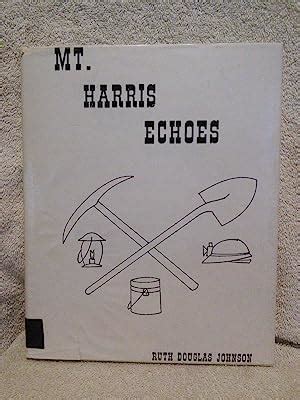 MT.
HARRIS
ECHOES
RUTH DOUGLAS JOHNSON